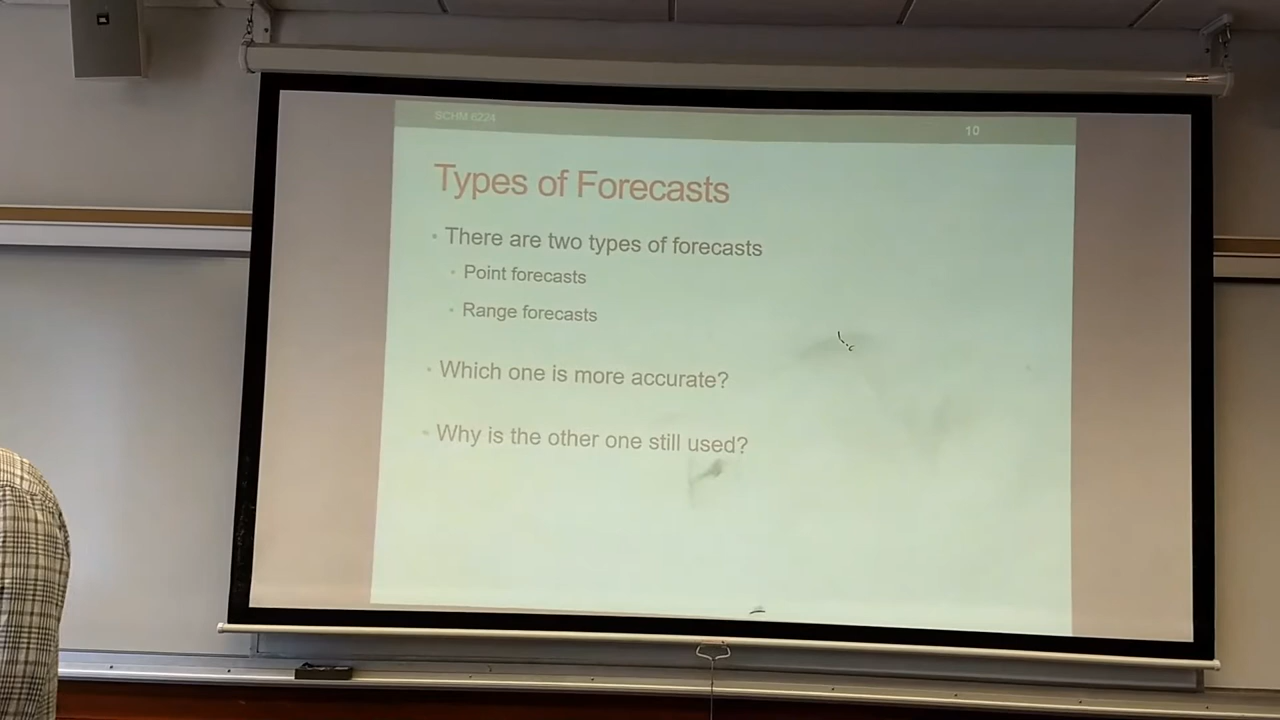 SCHM 6224
10
Types of Forecasts
• There are two types of forecasts
• Point forecasts
• Range forecasts
• Which one is more accurate?
• Why is the other one still used?